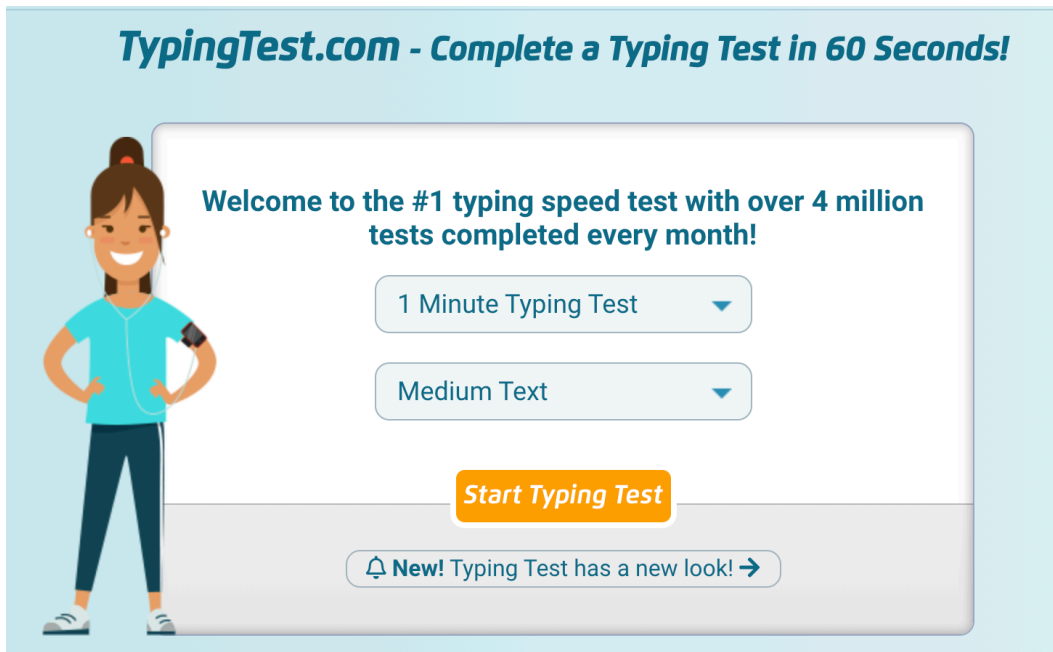 TypingTest.com - Complete a Typing Test in 60 Seconds!
Welcome to the #1 typing speed test with over 4 million
tests completed every month!
1 Minute Typing Test
Medium Text
Start Typing Test
New! Typing Test has a new look!